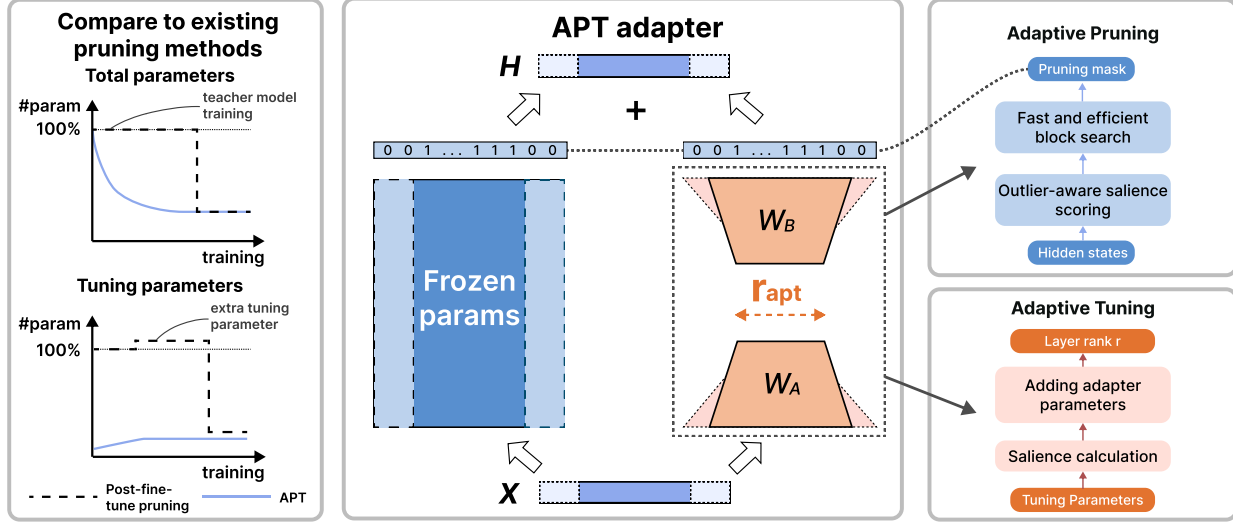 Compare to existing
pruning methods
Total parameters
#param
100%
teacher model
training
training
Tuning parameters
#param
100%
extra tuning
parameter
training
Post-fine-
tune pruning
APT
APT adapter
H
+
0 0 1 ... 1 1 1 0 0
0 0 1 ... 1 1 1 0 0
Frozen
params
W_B
r_apt
W_A
X
Adaptive Pruning
Pruning mask
Fast and efficient
block search
Outlier-aware salience
scoring
Hidden states
Adaptive Tuning
Layer rank r
Adding adapter
parameters
Salience calculation
Tuning Parameters